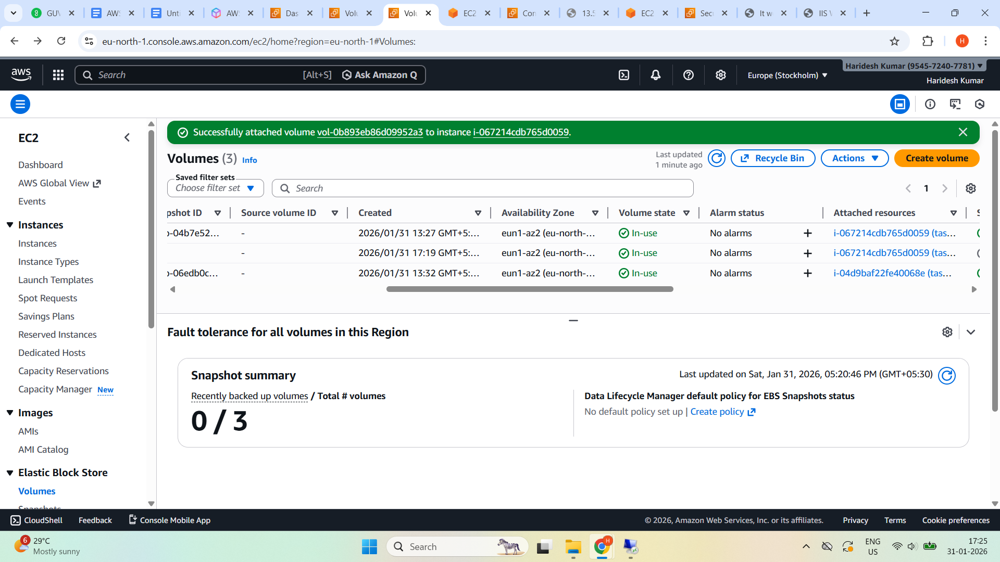 GUV
AWS
Unti
AW
Das
Volu
Volu
EC2
Con
13.5
EC2
Sec
It w
IIS
eu-north-1.console.aws.amazon.com/ec2/home?region=eu-north-1#Volumes:
H
aws
Search
[Alt+S]
Ask Amazon Q
Europe (Stockholm)
Haridesh Kumar (9545-7240-7781)
Haridesh Kumar
EC2
Dashboard
AWS Global View
Events
Instances
Instances
Instance Types
Launch Templates
Spot Requests
Savings Plans
Reserved Instances
Dedicated Hosts
Capacity Reservations
Capacity Manager New
Images
AMIs
AMI Catalog
Elastic Block Store
Volumes
Snapshots
Successfully attached volume vol-0b893eb86d09952a3 to instance i-067214cdb765d0059.
Volumes (3) Info
Last updated
1 minute ago
Recycle Bin
Actions
Create volume
Saved filter sets
Choose filter set
Search
1
pshot ID Source volume ID Created Availability Zone Volume state Alarm status Attached resources
-04b7e52... - 2026/01/31 13:27 GMT+5:... eun1-az2 (eu-north-... In-use No alarms + i-067214cdb765d0059 (tas...
- 2026/01/31 17:19 GMT+5:... eun1-az2 (eu-north-... In-use No alarms + i-067214cdb765d0059 (tas...
-06edb0c... - 2026/01/31 13:32 GMT+5:... eun1-az2 (eu-north-... In-use No alarms + i-04d9baf22fe40068e (tas...
Fault tolerance for all volumes in this Region
Snapshot summary
Last updated on Sat, Jan 31, 2026, 05:20:46 PM (GMT+05:30)
Recently backed up volumes / Total # volumes
0 / 3
Data Lifecycle Manager default policy for EBS Snapshots status
No default policy set up | Create policy
CloudShell Feedback Console Mobile App
© 2026, Amazon Web Services, Inc. or its affiliates. Privacy Terms Cookie preferences
6
29°C
Mostly sunny
Search
H
ENG
US
17:25
31-01-2026